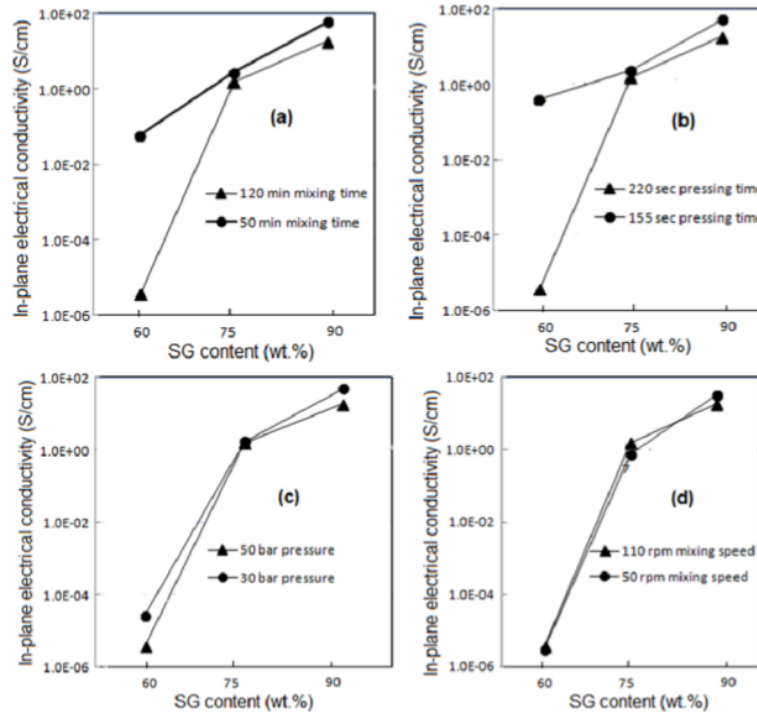 In-plane electrical conductivity (S/cm)
1.0E+02
1.0E+00
1.0E-02
1.0E-04
1.0E-06
(a)
120 min mixing time
50 min mixing time
60
75
90
SG content (wt.%)
In-plane electrical conductivity (S/cm)
1.0E+02
1.0E+00
1.0E-02
1.0E-04
1.0E-06
(b)
220 sec pressing time
155 sec pressing time
60
75
90
SG content (wt.%)
In-plane electrical conductivity (S/cm)
1.0E+02
1.0E+00
1.0E-02
1.0E-04
1.0E-06
(c)
50 bar pressure
30 bar pressure
60
75
90
SG content (wt.%)
In-plane electrical conductivity (S/cm)
1.0E+02
1.0E+00
1.0E-02
1.0E-04
1.0E-06
(d)
110 rpm mixing speed
50 rpm mixing speed
60
75
90
SG content (wt.%)